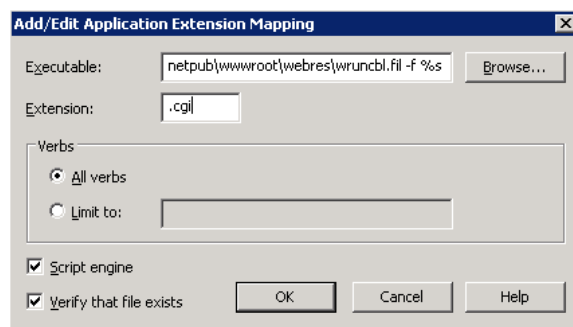 Add/Edit Application Extension Mapping
Executable: netpub\wwwroot\webres\wruncbl.fil -f %s Browse...
Extension: .cgi
Verbs
All verbs
Limit to:
Script engine
Verify that file exists OK Cancel Help